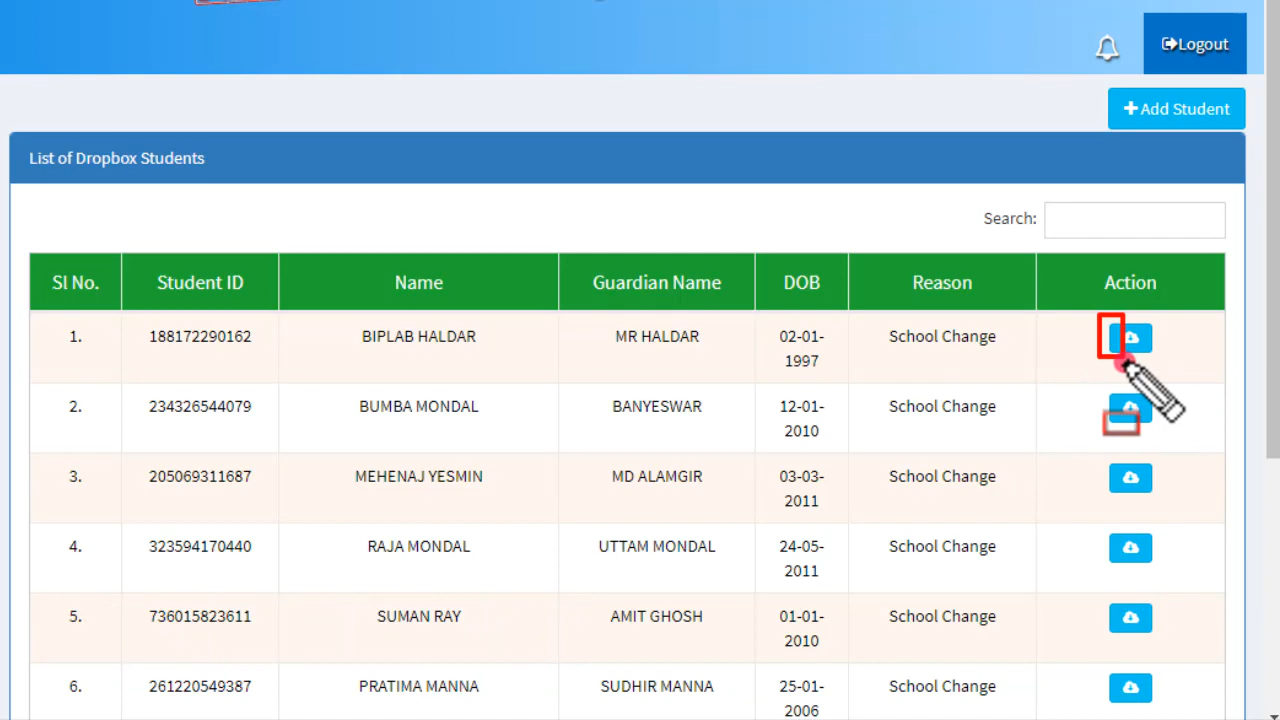 Logout
Add Student
List of Dropbox Students
Search:
Sl No. Student ID Name Guardian Name DOB Reason Action
1. 188172290162 BIPLAB HALDAR MR HALDAR 02-01- School Change
1997
2. 234326544079 BUMBA MONDAL BANYESWAR 12-01- School Change
2010
3. 205069311687 MEHENAJ YESMIN MD ALAMGIR 03-03- School Change
2011
4. 323594170440 RAJA MONDAL UTTAM MONDAL 24-05- School Change
2011
5. 736015823611 SUMAN RAY AMIT GHOSH 01-01- School Change
2010
6. 261220549387 PRATIMA MANNA SUDHIR MANNA 25-01- School Change
2006